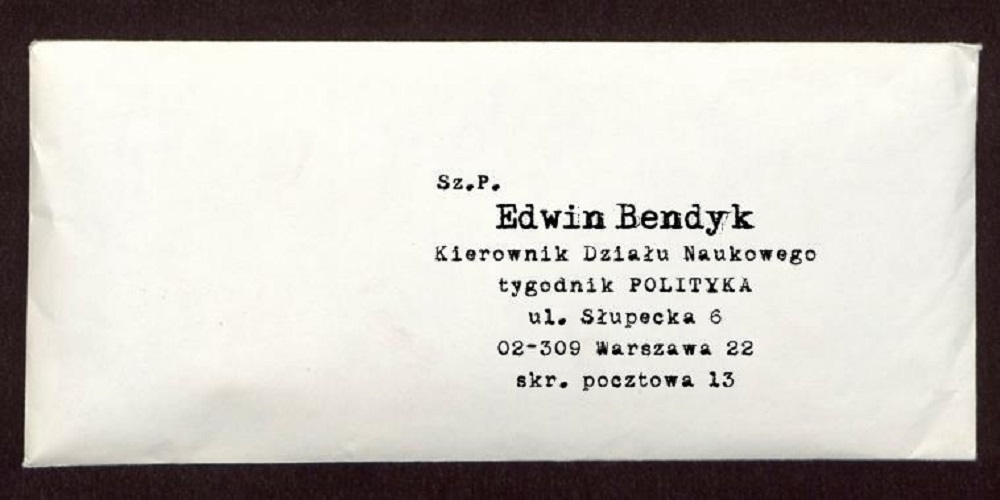 Sz.P.
Edwin Bendyk
Kierownik Działu Naukowego
tygodnik POLITYKA
ul. Słupecka 6
02-309 Warszawa 22
skr. pocztowa 13